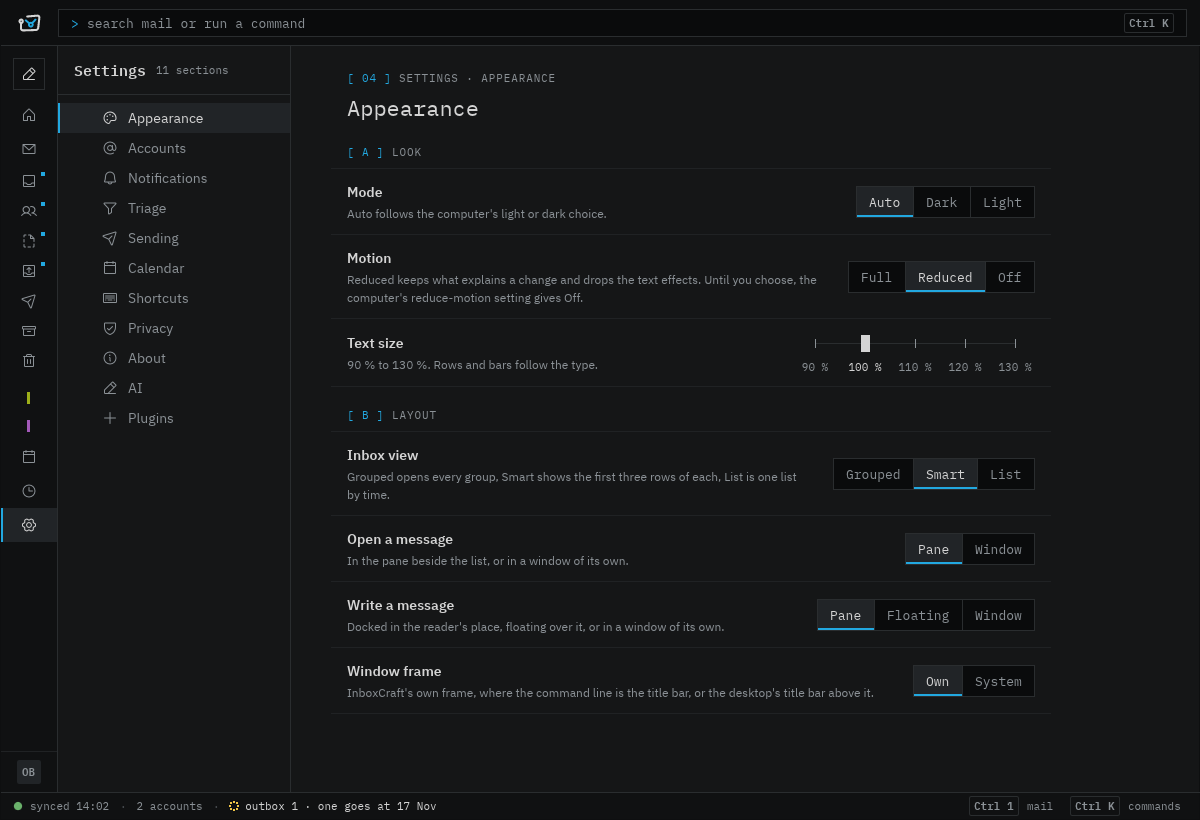 > search mail or run a command
Ctrl K
Settings 11 sections
Appearance
Accounts
Notifications
Triage
Sending
Calendar
Shortcuts
Privacy
About
AI
Plugins
[ 04 ] SETTINGS · APPEARANCE
Appearance
[ A ] LOOK
Mode
Auto follows the computer's light or dark choice.
Auto Dark Light
Motion
Reduced keeps what explains a change and drops the text effects. Until you choose, the
computer's reduce-motion setting gives Off.
Full Reduced Off
Text size
90 % to 130 %. Rows and bars follow the type.
90 % 100 % 110 % 120 % 130 %
[ B ] LAYOUT
Inbox view
Grouped opens every group, Smart shows the first three rows of each, List is one list
by time.
Grouped Smart List
Open a message
In the pane beside the list, or in a window of its own.
Pane Window
Write a message
Docked in the reader's place, floating over it, or in a window of its own.
Pane Floating Window
Window frame
InboxCraft's own frame, where the command line is the title bar, or the desktop's title bar above it.
Own System
OB
synced 14:02 · 2 accounts · outbox 1 · one goes at 17 Nov
Ctrl 1 mail Ctrl K commands